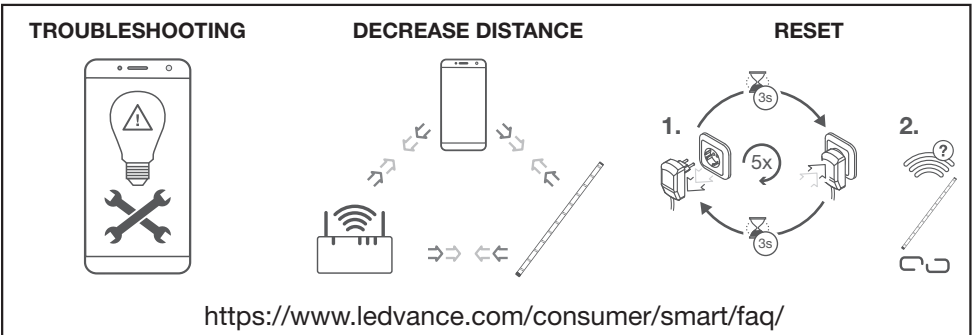 TROUBLESHOOTING
DECREASE DISTANCE
RESET
!
3s
1.
5x
3s
2.
?
https://www.ledvance.com/consumer/smart/faq/